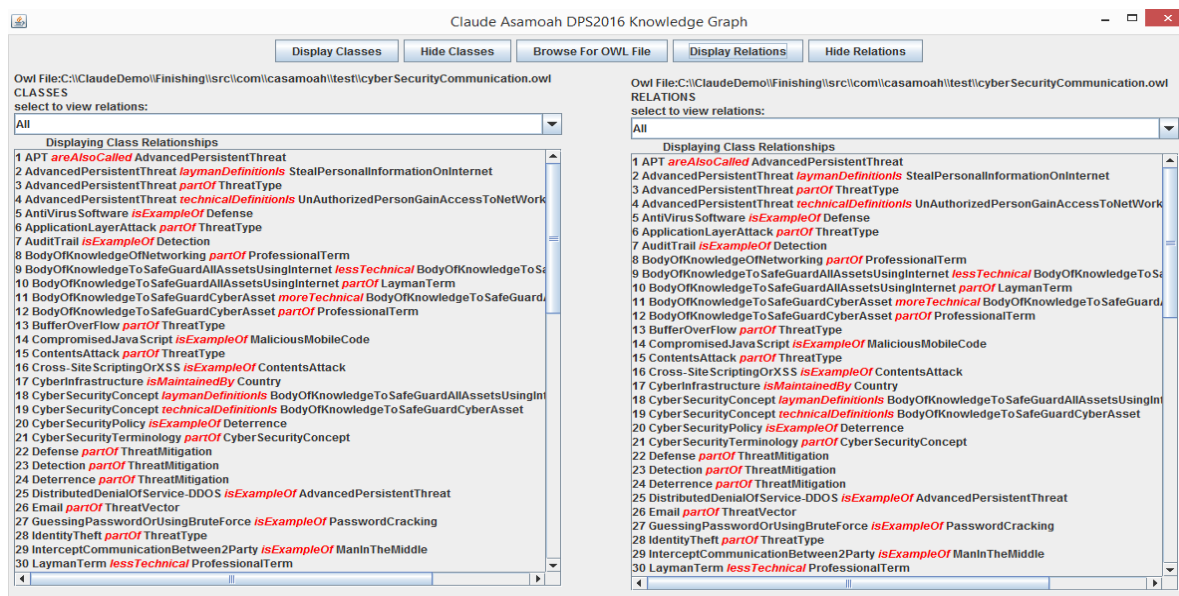 Claude Asamoah DPS2016 Knowledge Graph
Display Classes Hide Classes Browse For OWL File Display Relations Hide Relations
Owl File:C:\\ClaudeDemo\\Finishing\\src\\com\\casamoah\\test\\cyberSecurityCommunication.owl
CLASSES
select to view relations:
All
Displaying Class Relationships
1 APT areAlsoCalled AdvancedPersistentThreat
2 AdvancedPersistentThreat laymanDefinitionIs StealPersonalInformationOnInternet
3 AdvancedPersistentThreat partOf ThreatType
4 AdvancedPersistentThreat technicalDefinitionIs UnAuthorizedPersonGainAccessToNetWork
5 AntiVirusSoftware isExampleOf Defense
6 ApplicationLayerAttack partOf ThreatType
7 AuditTrail isExampleOf Detection
8 BodyOfKnowledgeOfNetworking partOf ProfessionalTerm
9 BodyOfKnowledgeToSafeGuardAllAssetsUsingInternet lessTechnical BodyOfKnowledgeToSa
10 BodyOfKnowledgeToSafeGuardAllAssetsUsingInternet partOf LaymanTerm
11 BodyOfKnowledgeToSafeGuardCyberAsset moreTechnical BodyOfKnowledgeToSafeGuardA
12 BodyOfKnowledgeToSafeGuardCyberAsset partOf ProfessionalTerm
13 BufferOverFlow partOf ThreatType
14 CompromisedJavaScript isExampleOf MaliciousMobileCode
15 ContentsAttack partOf ThreatType
16 Cross-SiteScriptingOrXSS isExampleOf ContentsAttack
17 CyberInfrastructure isMaintainedBy Country
18 CyberSecurityConcept laymanDefinitionIs BodyOfKnowledgeToSafeGuardAllAssetsUsingInt
19 CyberSecurityConcept technicalDefinitionIs BodyOfKnowledgeToSafeGuardCyberAsset
20 CyberSecurityPolicy isExampleOf Deterrence
21 CyberSecurityTerminology partOf CyberSecurityConcept
22 Defense partOf ThreatMitigation
23 Detection partOf ThreatMitigation
24 Deterrence partOf ThreatMitigation
25 DistributedDenialOfService-DDOS isExampleOf AdvancedPersistentThreat
26 Email partOf ThreatVector
27 GuessingPasswordOrUsingBruteForce isExampleOf PasswordCracking
28 IdentityTheft partOf ThreatType
29 InterceptCommunicationBetween2Party isExampleOf ManInTheMiddle
30 LaymanTerm lessTechnical ProfessionalTerm
Owl File:C:\\ClaudeDemo\\Finishing\\src\\com\\casamoah\\test\\cyberSecurityCommunication.owl
RELATIONS
select to view relations:
All
Displaying Class Relationships
1 APT areAlsoCalled AdvancedPersistentThreat
2 AdvancedPersistentThreat laymanDefinitionIs StealPersonalInformationOnInternet
3 AdvancedPersistentThreat partOf ThreatType
4 AdvancedPersistentThreat technicalDefinitionIs UnAuthorizedPersonGainAccessToNetWork
5 AntiVirusSoftware isExampleOf Defense
6 ApplicationLayerAttack partOf ThreatType
7 AuditTrail isExampleOf Detection
8 BodyOfKnowledgeOfNetworking partOf ProfessionalTerm
9 BodyOfKnowledgeToSafeGuardAllAssetsUsingInternet lessTechnical BodyOfKnowledgeToSa
10 BodyOfKnowledgeToSafeGuardAllAssetsUsingInternet partOf LaymanTerm
11 BodyOfKnowledgeToSafeGuardCyberAsset moreTechnical BodyOfKnowledgeToSafeGuardA
12 BodyOfKnowledgeToSafeGuardCyberAsset partOf ProfessionalTerm
13 BufferOverFlow partOf ThreatType
14 CompromisedJavaScript isExampleOf MaliciousMobileCode
15 ContentsAttack partOf ThreatType
16 Cross-SiteScriptingOrXSS isExampleOf ContentsAttack
17 CyberInfrastructure isMaintainedBy Country
18 CyberSecurityConcept laymanDefinitionIs BodyOfKnowledgeToSafeGuardAllAssetsUsingInt
19 CyberSecurityConcept technicalDefinitionIs BodyOfKnowledgeToSafeGuardCyberAsset
20 CyberSecurityPolicy isExampleOf Deterrence
21 CyberSecurityTerminology partOf CyberSecurityConcept
22 Defense partOf ThreatMitigation
23 Detection partOf ThreatMitigation
24 Deterrence partOf ThreatMitigation
25 DistributedDenialOfService-DDOS isExampleOf AdvancedPersistentThreat
26 Email partOf ThreatVector
27 GuessingPasswordOrUsingBruteForce isExampleOf PasswordCracking
28 IdentityTheft partOf ThreatType
29 InterceptCommunicationBetween2Party isExampleOf ManInTheMiddle
30 LaymanTerm lessTechnical ProfessionalTerm